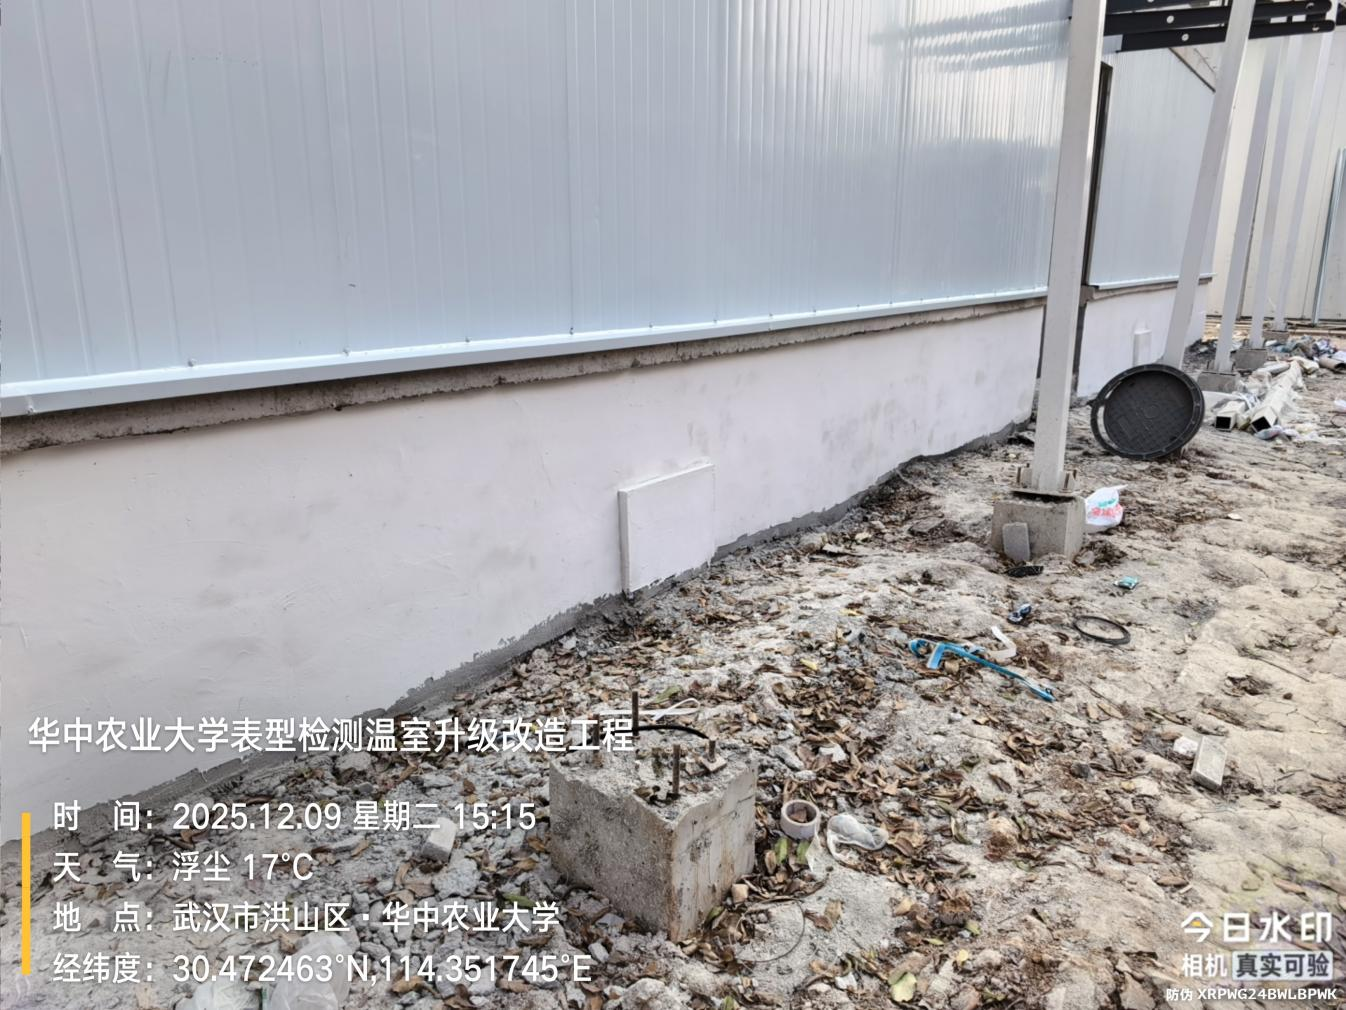 华中农业大学表型检测温室升级改造工程
时 间：2025.12.09 星期二 15:15
天 气：浮尘 17°C
地 点：武汉市洪山区·华中农业大学
经纬度：30.472463°N,114.351745°E
今日水印
相机 真实可验
防伪 XRPWG24BWLBPWK